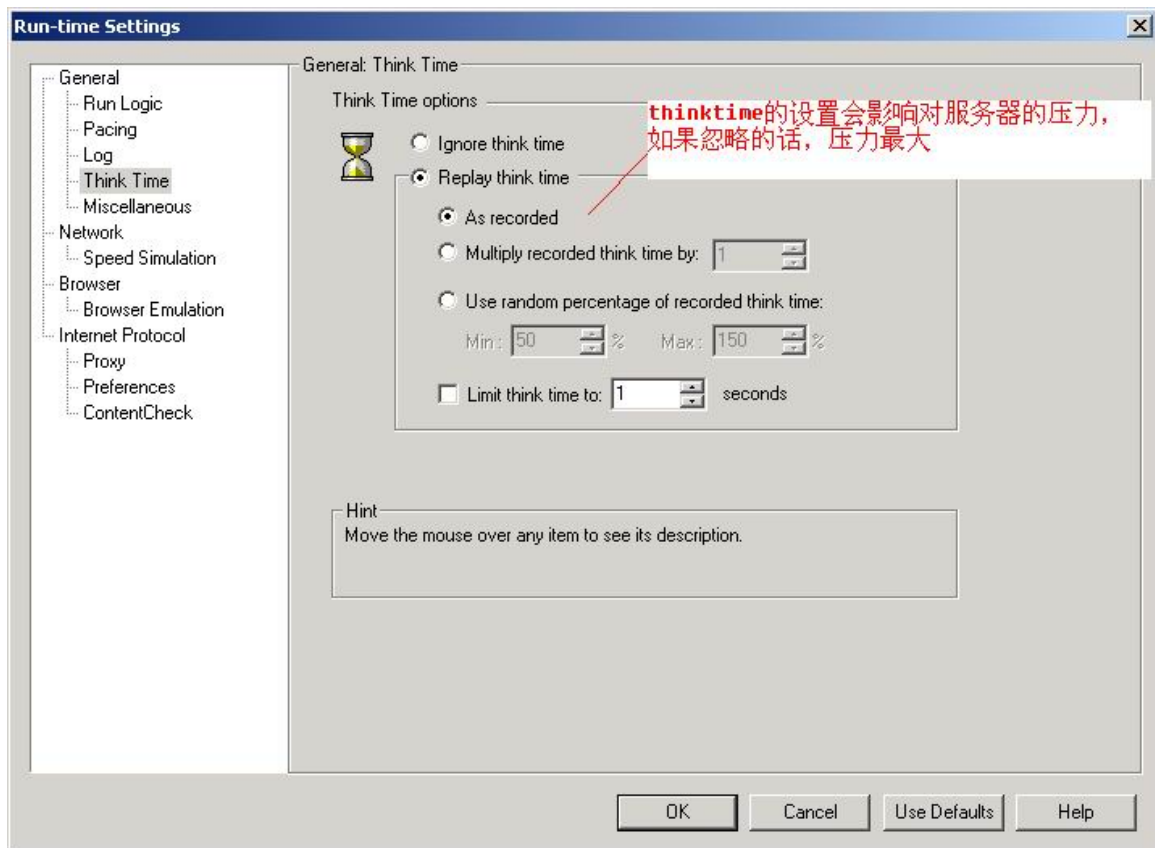 Run-time Settings
General
Run Logic
Pacing
Log
Think Time
Miscellaneous
Network
Speed Simulation
Browser
Browser Emulation
Internet Protocol
Proxy
Preferences
ContentCheck
General: Think Time
Think Time options
thinktime的设置会影响对服务器的压力，
如果忽略的话，压力最大
Ignore think time
Replay think time
As recorded
Multiply recorded think time by: 1
Use random percentage of recorded think time:
Min: 50 % Max: 150 %
Limit think time to: 1 seconds
Hint
Move the mouse over any item to see its description.
OK Cancel Use Defaults Help